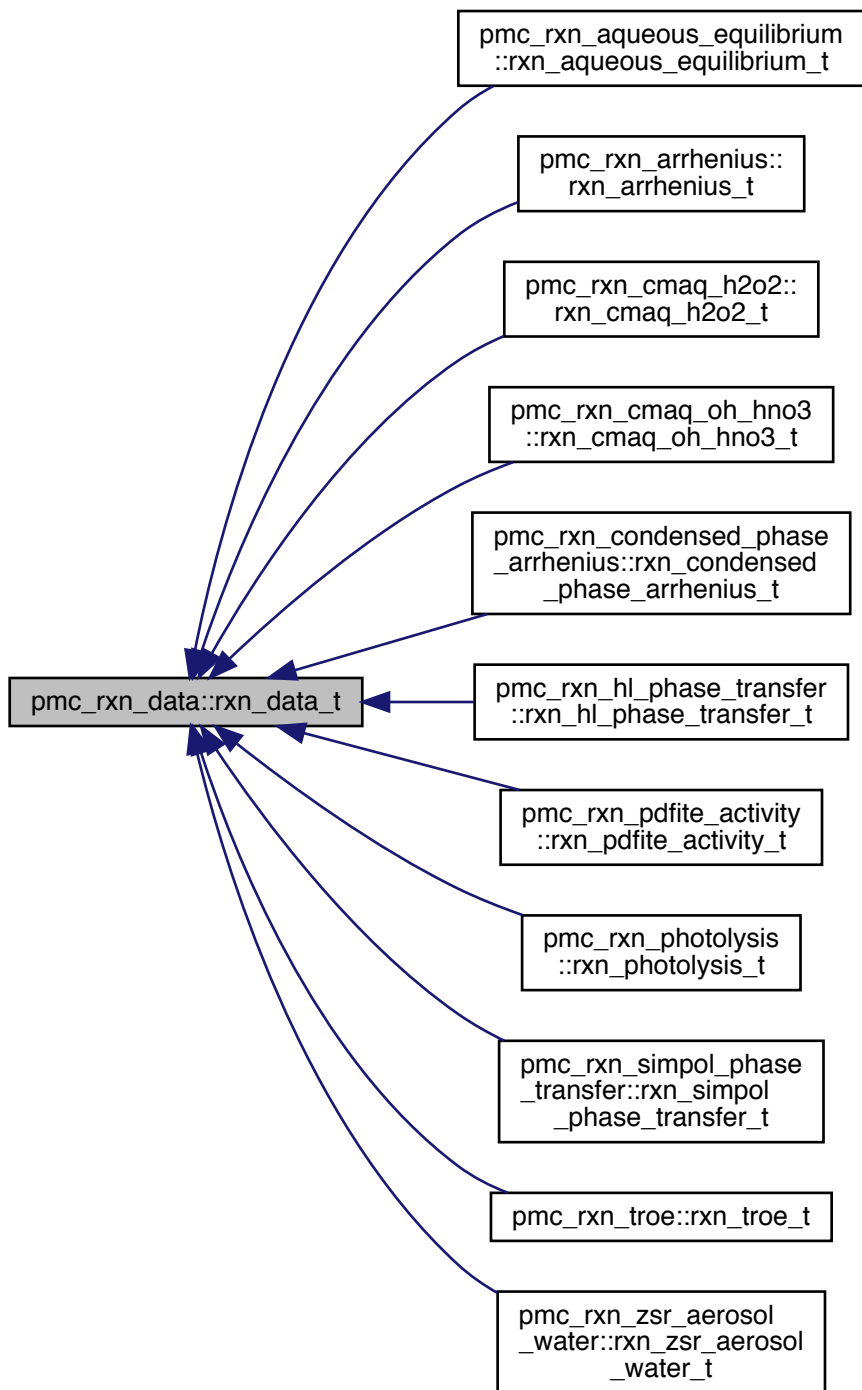 pmc_rxn_aqueous_equilibrium
::rxn_aqueous_equilibrium_t
pmc_rxn_arrhenius::
rxn_arrhenius_t
pmc_rxn_cmaq_h2o2::
rxn_cmaq_h2o2_t
pmc_rxn_cmaq_oh_hno3
::rxn_cmaq_oh_hno3_t
pmc_rxn_condensed_phase
_arrhenius::rxn_condensed
_phase_arrhenius_t
pmc_rxn_data::rxn_data_t
pmc_rxn_hl_phase_transfer
::rxn_hl_phase_transfer_t
pmc_rxn_pdfite_activity
::rxn_pdfite_activity_t
pmc_rxn_photolysis
::rxn_photolysis_t
pmc_rxn_simpol_phase
_transfer::rxn_simpol
_phase_transfer_t
pmc_rxn_troe::rxn_troe_t
pmc_rxn_zsr_aerosol
_water::rxn_zsr_aerosol
_water_t